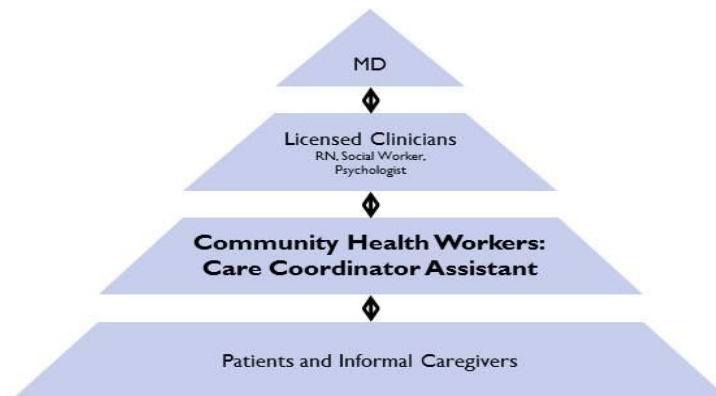 MD
Licensed Clinicians
RN, Social Worker,
Psychologist
Community Health Workers:
Care Coordinator Assistant
Patients and Informal Caregivers